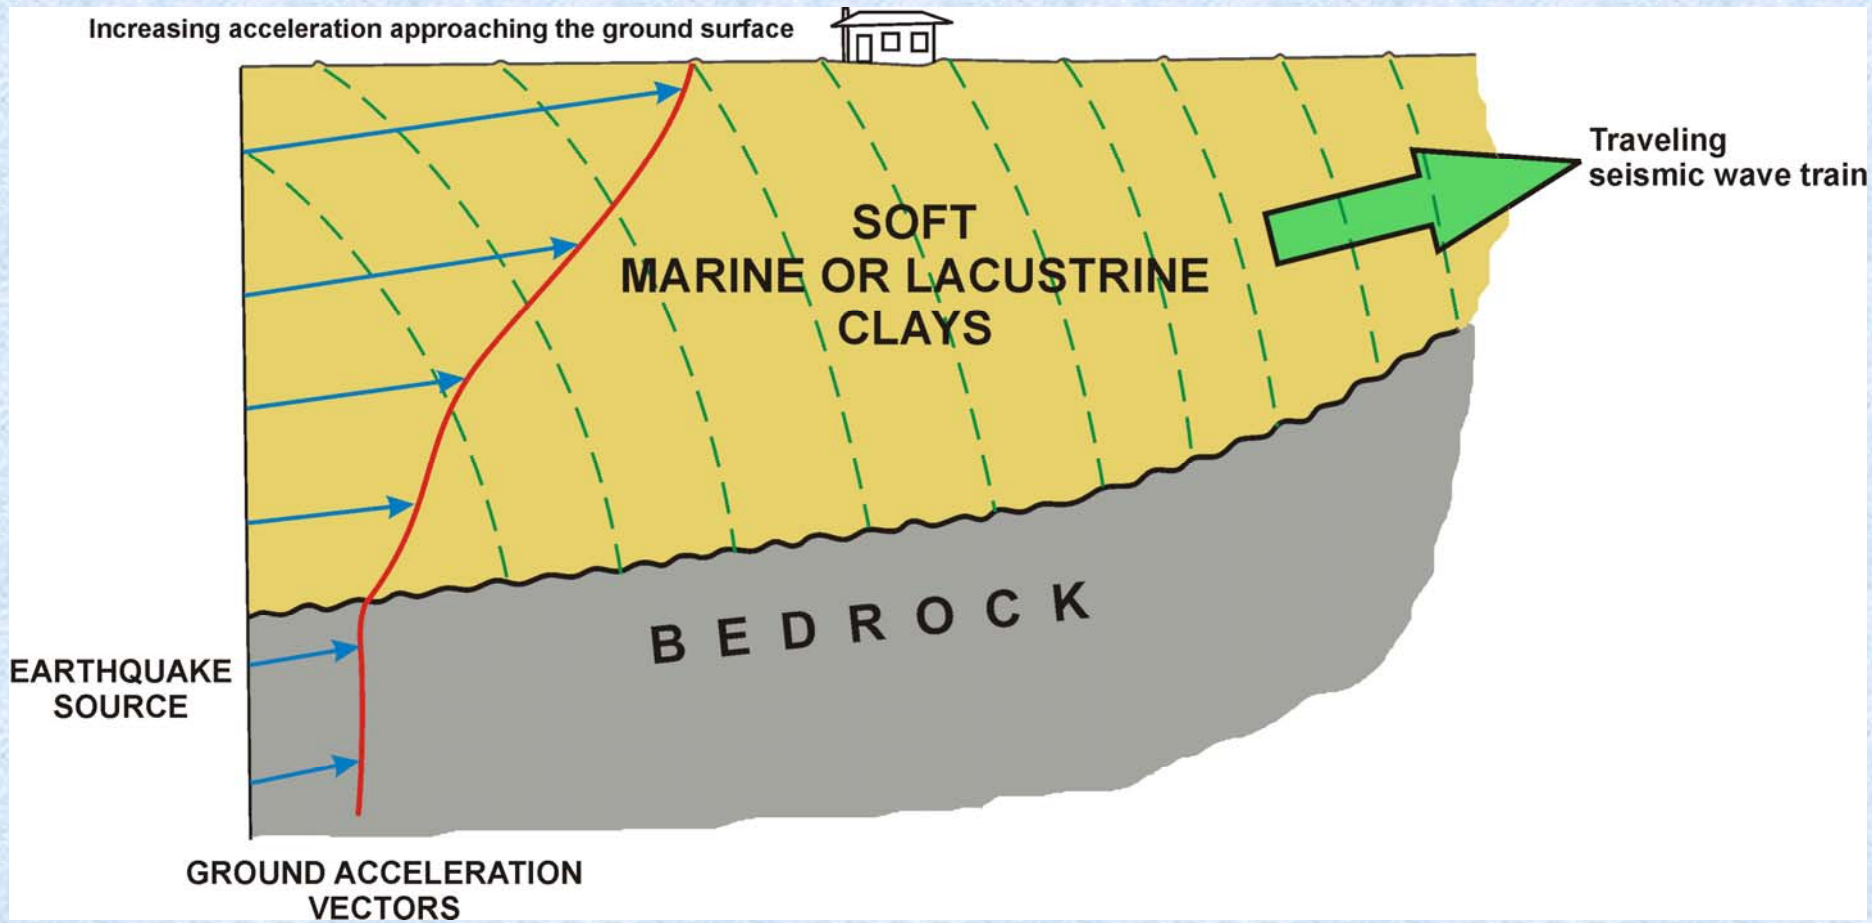 Increasing acceleration approaching the ground surface
Traveling
seismic wave train
SOFT
MARINE OR LACUSTRINE
CLAYS
BEDROCK
EARTHQUAKE
SOURCE
GROUND ACCELERATION
VECTORS